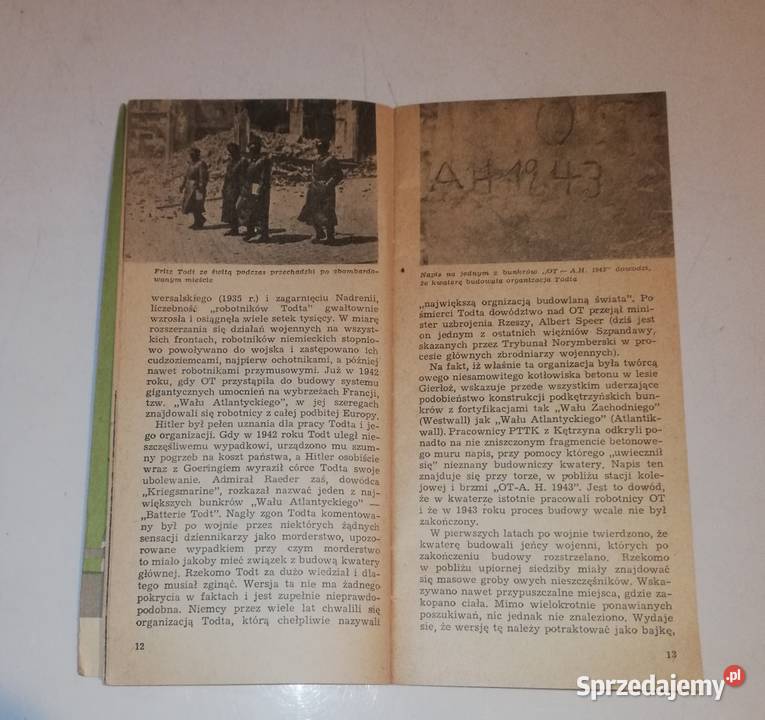 Fritz Todt ze świtą podczas przechadzki po zbombardo-
wanym mieście
wersalskiego (1935 r.) i zagarnięciu Nadrenii,
liczebność „robotników Todta" gwałtownie
wzrosła i osiągnęła wiele setek tysięcy. W miarę
rozszerzania się działań wojennych na wszyst-
kich frontach, robotników niemieckich stopnio-
wo powoływano do wojska i zastępowano ich
cudzoziemcami, najpierw ochotnikami, a później
nawet robotnikami przymusowymi. Już w 1942
roku, gdy OT przystąpiła do budowy systemu
gigantycznych umocnień na wybrzeżach Francji,
tzw. „Wału Atlantyckiego", w jej szeregach
znajdowali się robotnicy z całej podbitej Europy.
Hitler był pełen uznania dla pracy Todta i je-
go organizacji. Gdy w 1942 roku Todt uległ nie-
szczęśliwemu wypadkowi, urządzono mu szum-
ny pogrzeb na koszt państwa, a Hitler osobiście
wraz z Goeringiem wyraził córce Todta swoje
ubolewanie. Admirał Raeder zaś, dowódca
„Kriegsmarine", rozkazał nazwać jeden z naj-
większych bunkrów „Wału Atlantyckiego" —
„Batterie Todt". Nagły zgon Todta komentowa-
ny był po wojnie przez niektórych żądnych
sensacji dziennikarzy jako morderstwo, upozo-
rowane wypadkiem przy czym morderstwo
to miało jakoby mieć związek z budową kwatery
głównej. Rzekomo Todt za dużo wiedział i dla-
tego musiał zginąć. Wersja ta nie ma żadnego
pokrycia w faktach i jest zupełnie nieprawdo-
podobna. Niemcy przez wiele lat chwalili się
organizacją Todta, którą chełpliwie nazywali
12
AH 1943
Napis na jednym z bunkrów „OT — A.H. 1943" dowodzi,
że kwaterę budowała organizacja Todta
„największą orgnizacją budowlaną świata". Po
śmierci Todta dowództwo nad OT przejął mini-
ster uzbrojenia Rzeszy, Albert Speer (dziś jest
on jednym z ostatnich więźniów Szpandawy,
skazanych przez Trybunał Norymberski w pro-
cesie głównych zbrodniarzy wojennych).
Na fakt, iż właśnie ta organizacja była twórcą
owego niesamowitego kotłowiska betonu w lesie
Gierłoż, wskazuje przede wszystkim uderzające
podobieństwo konstrukcji podkętrzyńskich bun-
krów z fortyfikacjami tak „Wału Zachodniego"
(Westwall) jak „Wału Atlantyckiego" (Atlantik-
wall). Pracownicy PTTK z Kętrzyna odkryli po-
nadto na nie zniszczonym fragmencie betonowe-
go muru napis, przy pomocy którego „uwiecznił
się" nieznany budowniczy kwatery. Napis ten
znajduje się przy torze, w pobliżu stacji kole-
jowej i brzmi „OT-A. H. 1943". Jest to dowód,
że w kwaterze istotnie pracowali robotnicy OT
i że w 1943 roku proces budowy wcale nie był
zakończony.
W pierwszych latach po wojnie twierdzono, że
kwaterę budowali jeńcy wojenni, których po
zakończeniu budowy rozstrzelano. Rzekomo
w pobliżu upiornej siedziby miały znajdować
się masowe groby owych nieszczęśników. Wska-
zywano nawet przypuszczalne miejsca, gdzie za-
kopano ciała. Mimo wielokrotnie ponawianych
poszukiwań, nic jednak nie znaleziono. Wydaje
sie, że wersję tę należy potraktować jako bajkę,
13
Sprzedajemy.pl